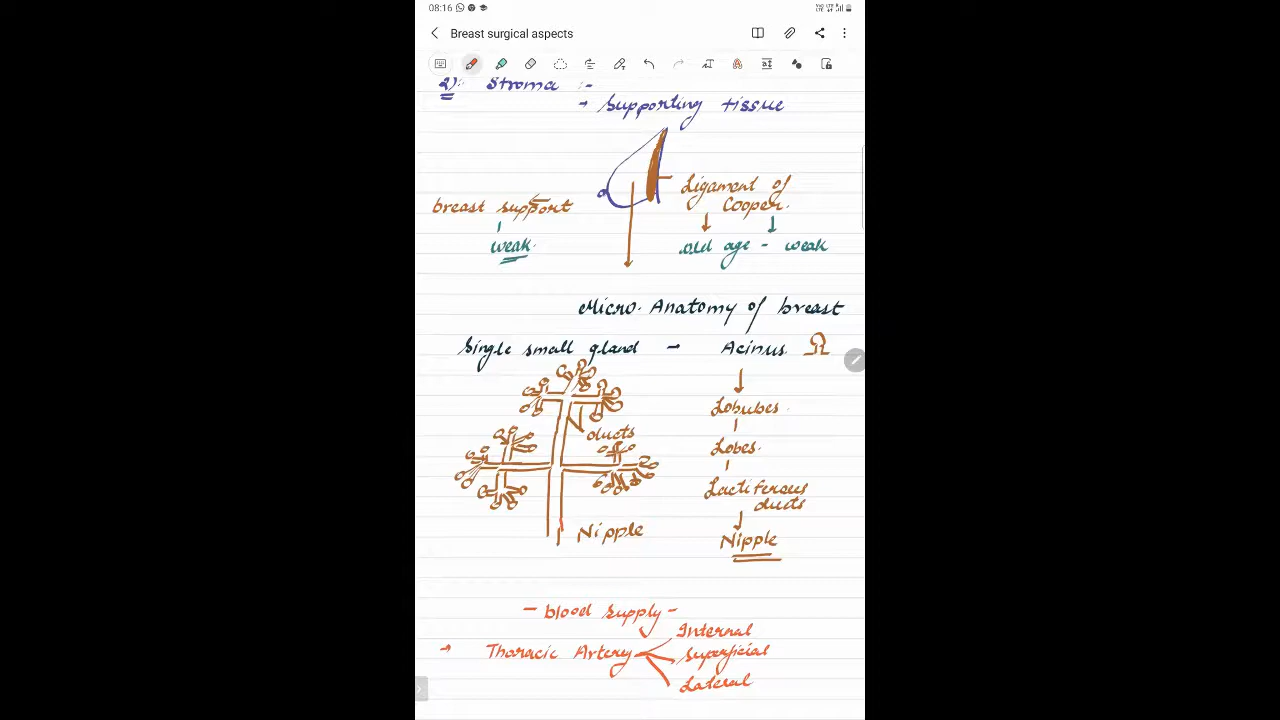 08:16
Breast surgical aspects
2) Stroma :-
→ Supporting tissue
Ligament of
Cooper.
breast support
weak.
old age - weak
Micro. Anatomy of breast
Single small gland → Acinus.
Lobules.
ducts
Lobes.
Lactiferous
ducts
Nipple
Nipple
- blood supply -
Internal
→ Thoracic Artery
Superficial
Lateral